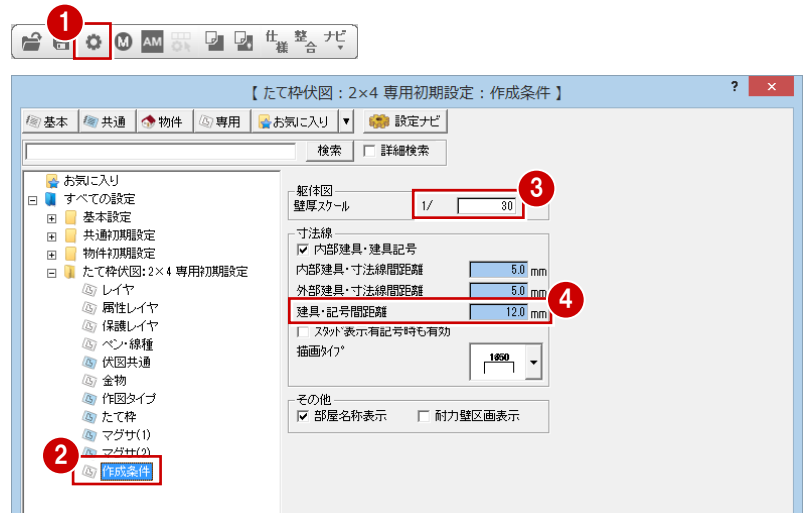 1
M AM 仕様 整合 ナビ
【 たて枠伏図：2×4 専用初期設定：作成条件 】 ? ×
基本 共通 物件 専用 お気に入り ▼ 設定ナビ
検索 詳細検索
お気に入り
すべての設定
基本設定
共通初期設定
物件初期設定
たて枠伏図:2×4 専用初期設定
レイヤ
属性レイヤ
保護レイヤ
ペン・線種
伏図共通
金物
作図タイプ
たて枠
マグサ(1)
マグサ(2)
2
作成条件
躯体図
3
壁厚スケール 1/ 30
寸法線
内部建具・建具記号
内部建具・寸法線間距離 5.0 mm
外部建具・寸法線間距離 5.0 mm
4
建具・記号間距離 12.0 mm
スタッド表示有記号時も有効
描画タイプ 1850
その他
部屋名称表示 耐力壁区画表示